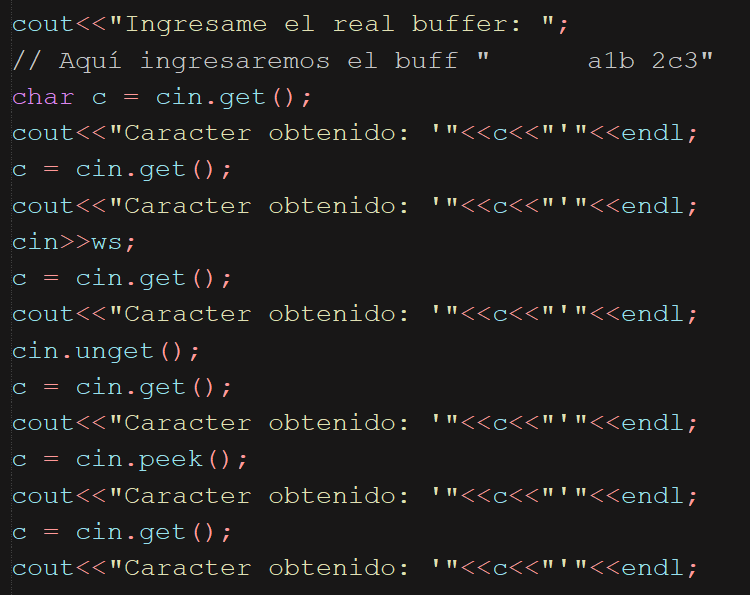 cout<<"Ingresame el real buffer: ";
// Aquí ingresaremos el buff "      a1b 2c3"
char c = cin.get();
cout<<"Caracter obtenido: '"<<c<<"'"<<endl;
c = cin.get();
cout<<"Caracter obtenido: '"<<c<<"'"<<endl;
cin>>ws;
c = cin.get();
cout<<"Caracter obtenido: '"<<c<<"'"<<endl;
cin.unget();
c = cin.get();
cout<<"Caracter obtenido: '"<<c<<"'"<<endl;
c = cin.peek();
cout<<"Caracter obtenido: '"<<c<<"'"<<endl;
c = cin.get();
cout<<"Caracter obtenido: '"<<c<<"'"<<endl;